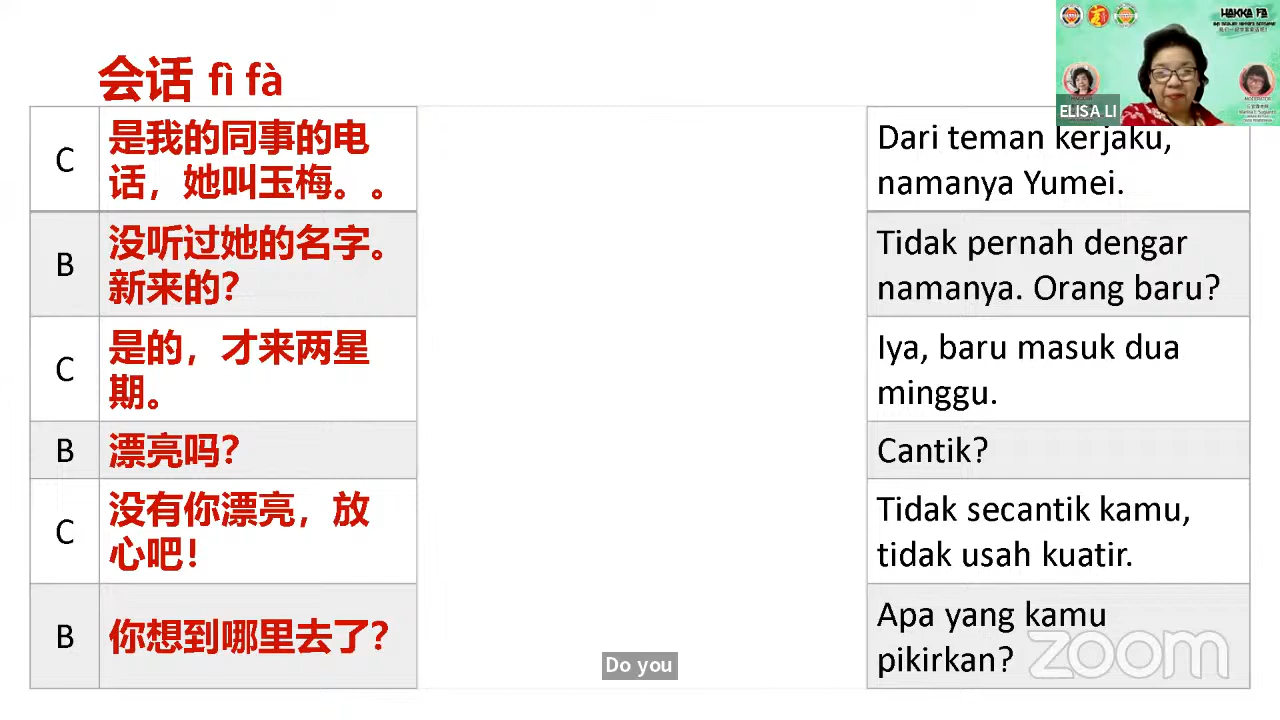 会话 fì fà
HAKKA FA
ELISA LI
MODERATOR
C
是我的同事的电
话，她叫玉梅。。
Dari teman kerjaku,
namanya Yumei.
B
没听过她的名字。
新来的？
Tidak pernah dengar
namanya. Orang baru?
C
是的，才来两星
期。
Iya, baru masuk dua
minggu.
B
漂亮吗？
Cantik?
C
没有你漂亮，放
心吧！
Tidak secantik kamu,
tidak usah kuatir.
B
你想到哪里去了？
Apa yang kamu
pikirkan?
Do you
zoom